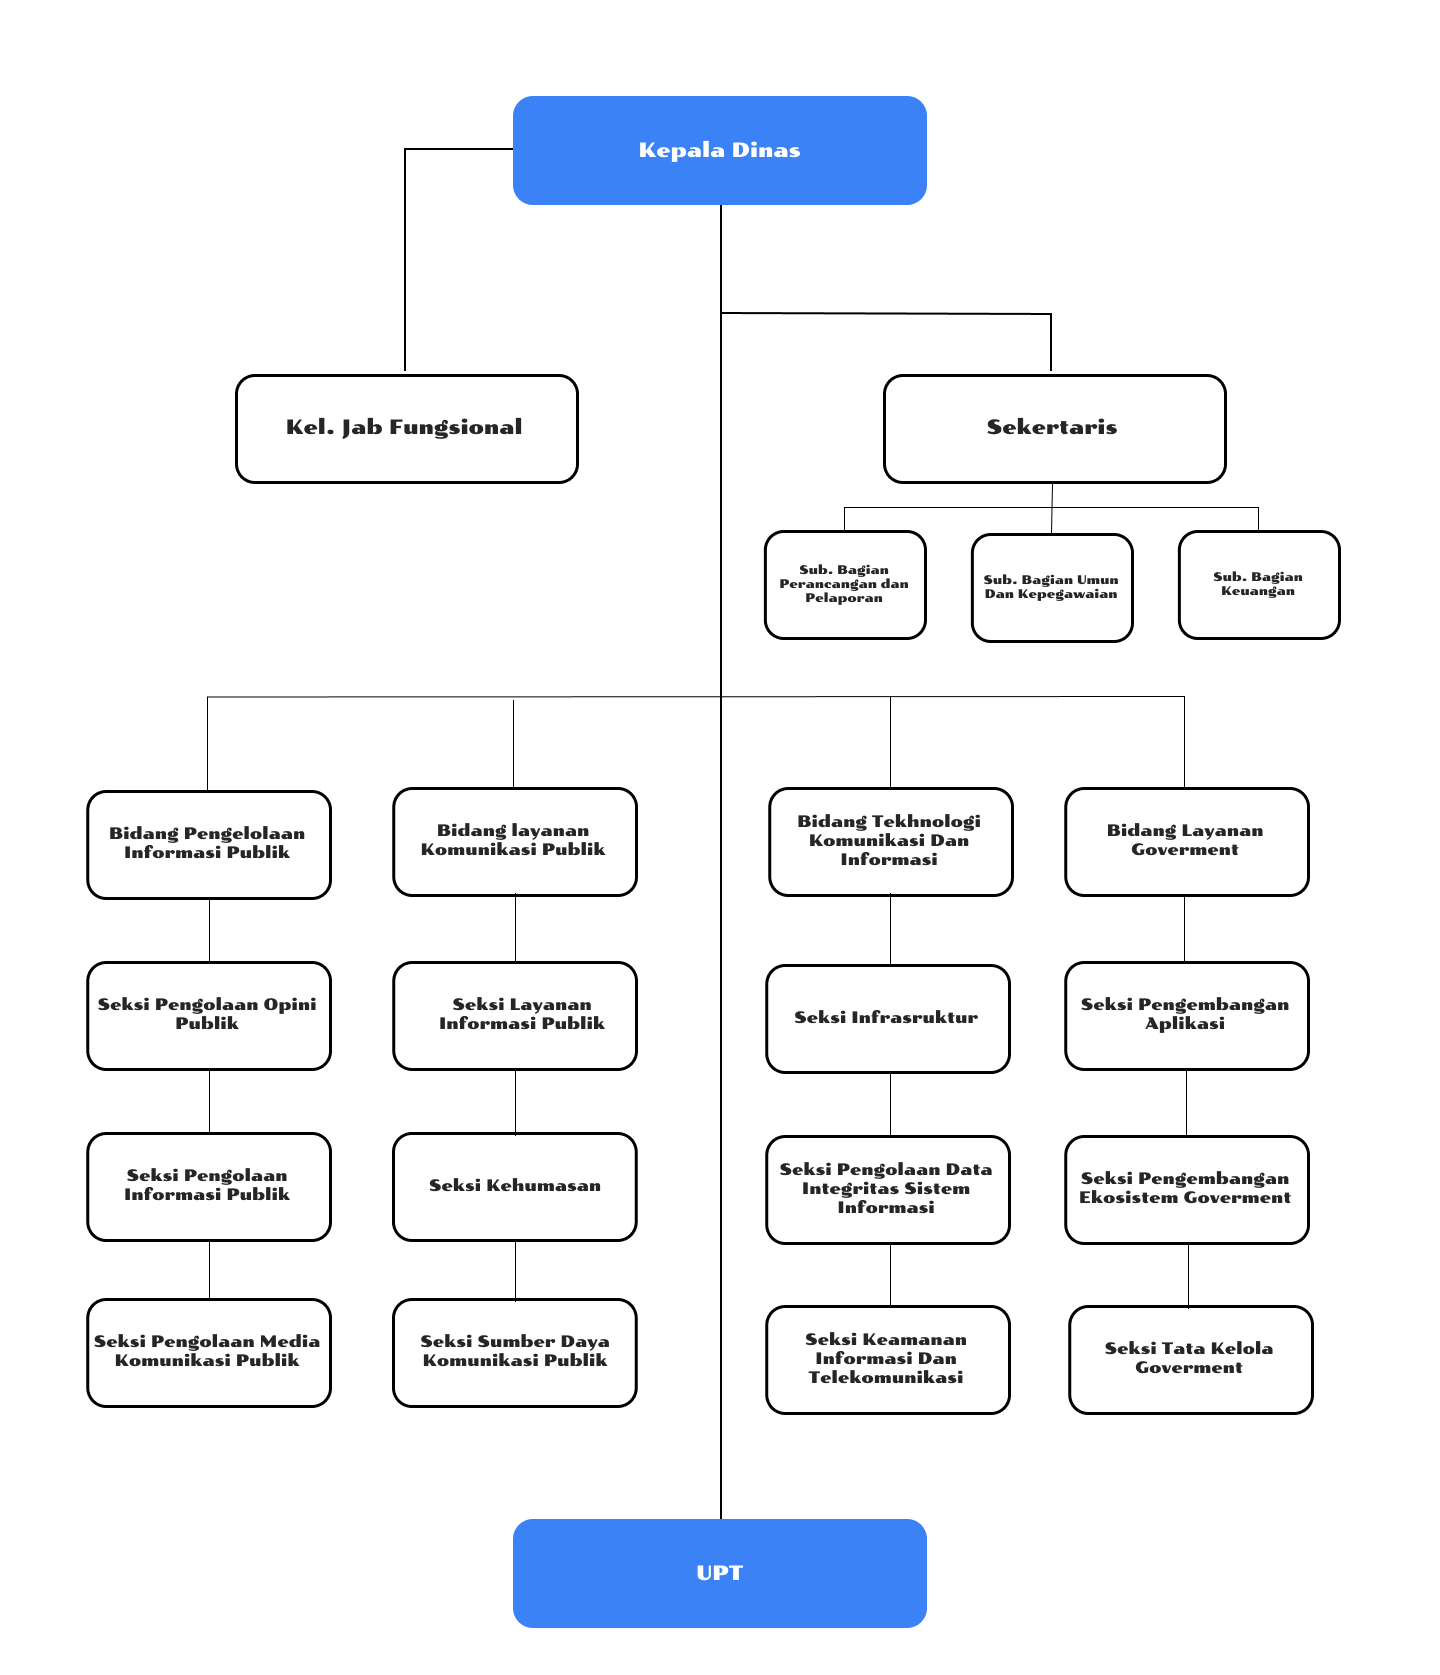 Kepala Dinas
Kel. Jab Fungsional
Sekertaris
Sub. Bagian
Perancangan dan
Pelaporan
Sub. Bagian Umun
Dan Kepegawaian
Sub. Bagian
Keuangan
Bidang Pengelolaan
Informasi Publik
Bidang layanan
Komunikasi Publik
Bidang Tekhnologi
Komunikasi Dan
Informasi
Bidang Layanan
Goverment
Seksi Pengolaan Opini
Publik
Seksi Layanan
Informasi Publik
Seksi Infrasruktur
Seksi Pengembangan
Aplikasi
Seksi Pengolaan
Informasi Publik
Seksi Kehumasan
Seksi Pengolaan Data
Integritas Sistem
Informasi
Seksi Pengembangan
Ekosistem Goverment
Seksi Pengolaan Media
Komunikasi Publik
Seksi Sumber Daya
Komunikasi Publik
Seksi Keamanan
Informasi Dan
Telekomunikasi
Seksi Tata Kelola
Goverment
UPT